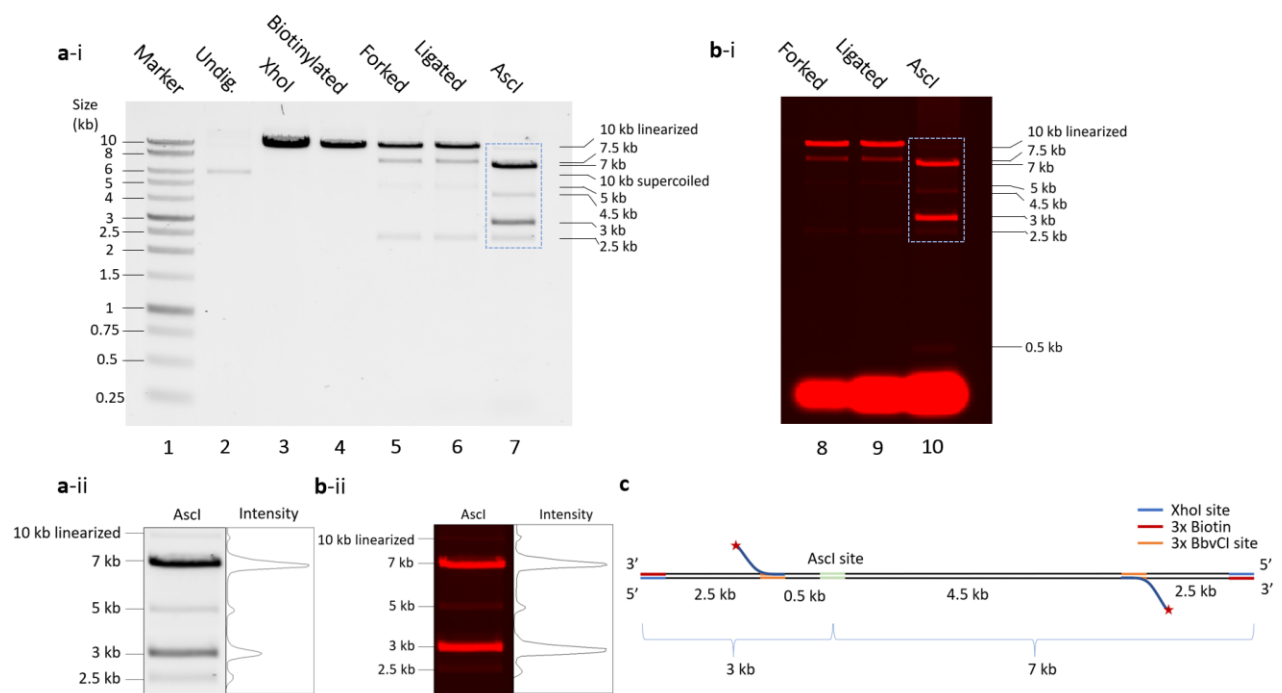 a-i
Marker
Undig.
XhoI
Biotinylated
Forked
Ligated
AscI
Size
(kb)
10
8
6
5
4
3
2.5
2
1.5
1
0.75
0.5
0.25
10 kb linearized
7.5 kb
7 kb
10 kb supercoiled
5 kb
4.5 kb
3 kb
2.5 kb
1 2 3 4 5 6 7
b-i
Forked
Ligated
AscI
10 kb linearized
7.5 kb
7 kb
5 kb
4.5 kb
3 kb
2.5 kb
0.5 kb
8 9 10
a-ii
AscI Intensity
10 kb linearized
7 kb
5 kb
3 kb
2.5 kb
b-ii
AscI Intensity
10 kb linearized
7 kb
5 kb
3 kb
2.5 kb
c
XhoI site
3x Biotin
3x BbvCI site
AscI site
3’ 5’
5’ 3’
2.5 kb 0.5 kb 4.5 kb 2.5 kb
3 kb 7 kb